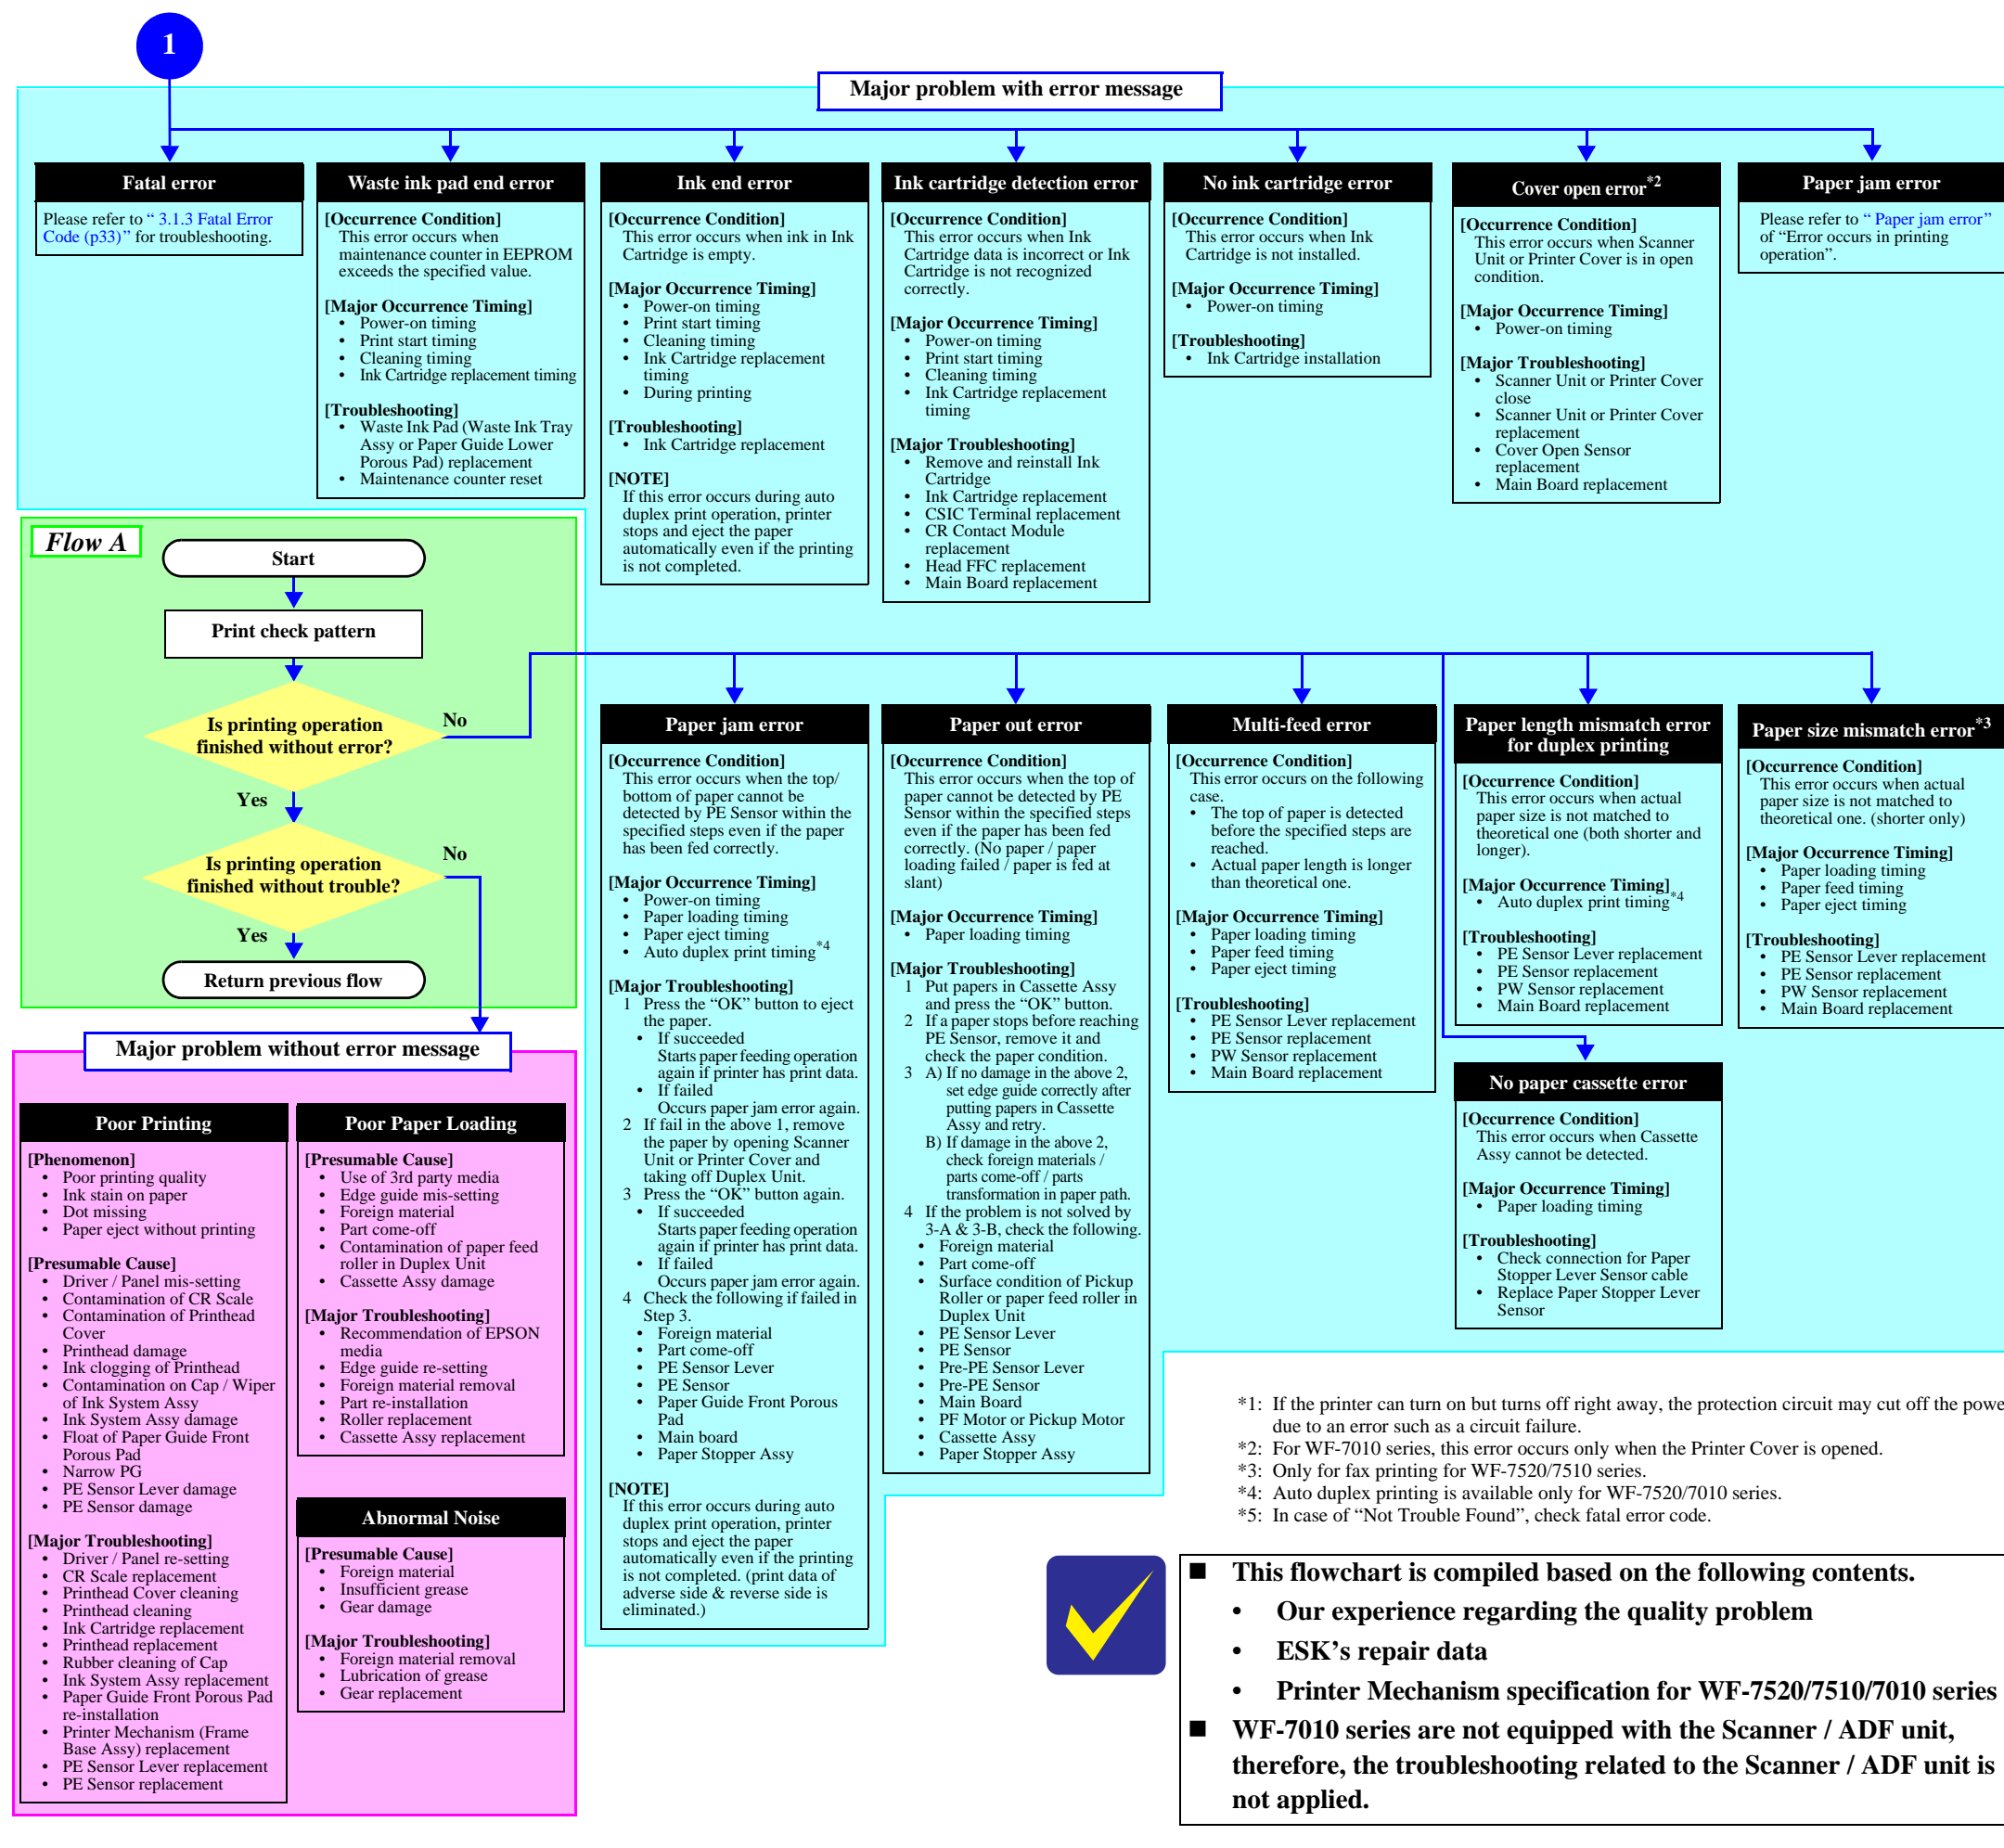 1
Major problem with error message
Fatal error
Please refer to “ 3.1.3 Fatal Error
Code (p33)” for troubleshooting.
Waste ink pad end error
[Occurrence Condition]
This error occurs when
maintenance counter in EEPROM
exceeds the specified value.
[Major Occurrence Timing]
• Power-on timing
• Print start timing
• Cleaning timing
• Ink Cartridge replacement timing
[Troubleshooting]
• Waste Ink Pad (Waste Ink Tray
Assy or Paper Guide Lower
Porous Pad) replacement
• Maintenance counter reset
Ink end error
[Occurrence Condition]
This error occurs when ink in Ink
Cartridge is empty.
[Major Occurrence Timing]
• Power-on timing
• Print start timing
• Cleaning timing
• Ink Cartridge replacement
timing
• During printing
[Troubleshooting]
• Ink Cartridge replacement
[NOTE]
If this error occurs during auto
duplex print operation, printer
stops and eject the paper
automatically even if the printing
is not completed.
Ink cartridge detection error
[Occurrence Condition]
This error occurs when Ink
Cartridge data is incorrect or Ink
Cartridge is not recognized
correctly.
[Major Occurrence Timing]
• Power-on timing
• Print start timing
• Cleaning timing
• Ink Cartridge replacement
timing
[Major Troubleshooting]
• Remove and reinstall Ink
Cartridge
• Ink Cartridge replacement
• CSIC Terminal replacement
• CR Contact Module
replacement
• Head FFC replacement
• Main Board replacement
No ink cartridge error
[Occurrence Condition]
This error occurs when Ink
Cartridge is not installed.
[Major Occurrence Timing]
• Power-on timing
[Troubleshooting]
• Ink Cartridge installation
Cover open error*2
[Occurrence Condition]
This error occurs when Scanner
Unit or Printer Cover is in open
condition.
[Major Occurrence Timing]
• Power-on timing
[Major Troubleshooting]
• Scanner Unit or Printer Cover
close
• Scanner Unit or Printer Cover
replacement
• Cover Open Sensor
replacement
• Main Board replacement
Paper jam error
Please refer to “ Paper jam error”
of “Error occurs in printing
operation”.
Flow A
Start
Print check pattern
Is printing operation
finished without error?
No
Yes
Is printing operation
finished without trouble?
No
Yes
Return previous flow
Paper jam error
[Occurrence Condition]
This error occurs when the top/
bottom of paper cannot be
detected by PE Sensor within the
specified steps even if the paper
has been fed correctly.
[Major Occurrence Timing]
• Power-on timing
• Paper loading timing
• Paper eject timing
• Auto duplex print timing*4
[Major Troubleshooting]
1 Press the “OK” button to eject
the paper.
• If succeeded
Starts paper feeding operation
again if printer has print data.
• If failed
Occurs paper jam error again.
2 If fail in the above 1, remove
the paper by opening Scanner
Unit or Printer Cover and
taking off Duplex Unit.
3 Press the “OK” button again.
• If succeeded
Starts paper feeding operation
again if printer has print data.
• If failed
Occurs paper jam error again.
4 Check the following if failed in
Step 3.
• Foreign material
• Part come-off
• PE Sensor Lever
• PE Sensor
• Paper Guide Front Porous
Pad
• Main board
• Paper Stopper Assy
[NOTE]
If this error occurs during auto
duplex print operation, printer
stops and eject the paper
automatically even if the printing
is not completed. (print data of
adverse side & reverse side is
eliminated.)
Paper out error
[Occurrence Condition]
This error occurs when the top of
paper cannot be detected by PE
Sensor within the specified steps
even if the paper has been fed
correctly. (No paper / paper
loading failed / paper is fed at
slant)
[Major Occurrence Timing]
• Paper loading timing
[Major Troubleshooting]
1 Put papers in Cassette Assy
and press the “OK” button.
2 If a paper stops before reaching
PE Sensor, remove it and
check the paper condition.
3 A) If no damage in the above 2,
set edge guide correctly after
putting papers in Cassette
Assy and retry.
B) If damage in the above 2,
check foreign materials /
parts come-off / parts
transformation in paper path.
4 If the problem is not solved by
3-A & 3-B, check the following.
• Foreign material
• Part come-off
• Surface condition of Pickup
Roller or paper feed roller in
Duplex Unit
• PE Sensor Lever
• PE Sensor
• Pre-PE Sensor Lever
• Pre-PE Sensor
• Main Board
• PF Motor or Pickup Motor
• Cassette Assy
• Paper Stopper Assy
Multi-feed error
[Occurrence Condition]
This error occurs on the following
case.
• The top of paper is detected
before the specified steps are
reached.
• Actual paper length is longer
than theoretical one.
[Major Occurrence Timing]
• Paper loading timing
• Paper feed timing
• Paper eject timing
[Troubleshooting]
• PE Sensor Lever replacement
• PE Sensor replacement
• PW Sensor replacement
• Main Board replacement
Paper length mismatch error
for duplex printing
[Occurrence Condition]
This error occurs when actual
paper size is not matched to
theoretical one (both shorter and
longer).
[Major Occurrence Timing]
• Auto duplex print timing*4
[Troubleshooting]
• PE Sensor Lever replacement
• PE Sensor replacement
• PW Sensor replacement
• Main Board replacement
Paper size mismatch error*3
[Occurrence Condition]
This error occurs when actual
paper size is not matched to
theoretical one. (shorter only)
[Major Occurrence Timing]
• Paper loading timing
• Paper feed timing
• Paper eject timing
[Troubleshooting]
• PE Sensor Lever replacement
• PE Sensor replacement
• PW Sensor replacement
• Main Board replacement
No paper cassette error
[Occurrence Condition]
This error occurs when Cassette
Assy cannot be detected.
[Major Occurrence Timing]
• Paper loading timing
[Troubleshooting]
• Check connection for Paper
Stopper Lever Sensor cable
• Replace Paper Stopper Lever
Sensor
Major problem without error message
Poor Printing
[Phenomenon]
• Poor printing quality
• Ink stain on paper
• Dot missing
• Paper eject without printing
[Presumable Cause]
• Driver / Panel mis-setting
• Contamination of CR Scale
• Contamination of Printhead
Cover
• Printhead damage
• Ink clogging of Printhead
• Contamination on Cap / Wiper
of Ink System Assy
• Ink System Assy damage
• Float of Paper Guide Front
Porous Pad
• Narrow PG
• PE Sensor Lever damage
• PE Sensor damage
[Major Troubleshooting]
• Driver / Panel re-setting
• CR Scale replacement
• Printhead Cover cleaning
• Printhead cleaning
• Ink Cartridge replacement
• Printhead replacement
• Rubber cleaning of Cap
• Ink System Assy replacement
• Paper Guide Front Porous Pad
re-installation
• Printer Mechanism (Frame
Base Assy) replacement
• PE Sensor Lever replacement
• PE Sensor replacement
Poor Paper Loading
[Presumable Cause]
• Use of 3rd party media
• Edge guide mis-setting
• Foreign material
• Part come-off
• Contamination of paper feed
roller in Duplex Unit
• Cassette Assy damage
[Major Troubleshooting]
• Recommendation of EPSON
media
• Edge guide re-setting
• Foreign material removal
• Part re-installation
• Roller replacement
• Cassette Assy replacement
Abnormal Noise
[Presumable Cause]
• Foreign material
• Insufficient grease
• Gear damage
[Major Troubleshooting]
• Foreign material removal
• Lubrication of grease
• Gear replacement
*1: If the printer can turn on but turns off right away, the protection circuit may cut off the powe
due to an error such as a circuit failure.
*2: For WF-7010 series, this error occurs only when the Printer Cover is opened.
*3: Only for fax printing for WF-7520/7510 series.
*4: Auto duplex printing is available only for WF-7520/7010 series.
*5: In case of “Not Trouble Found”, check fatal error code.
■ This flowchart is compiled based on the following contents.
• Our experience regarding the quality problem
• ESK’s repair data
• Printer Mechanism specification for WF-7520/7510/7010 series
■ WF-7010 series are not equipped with the Scanner / ADF unit,
therefore, the troubleshooting related to the Scanner / ADF unit is
not applied.